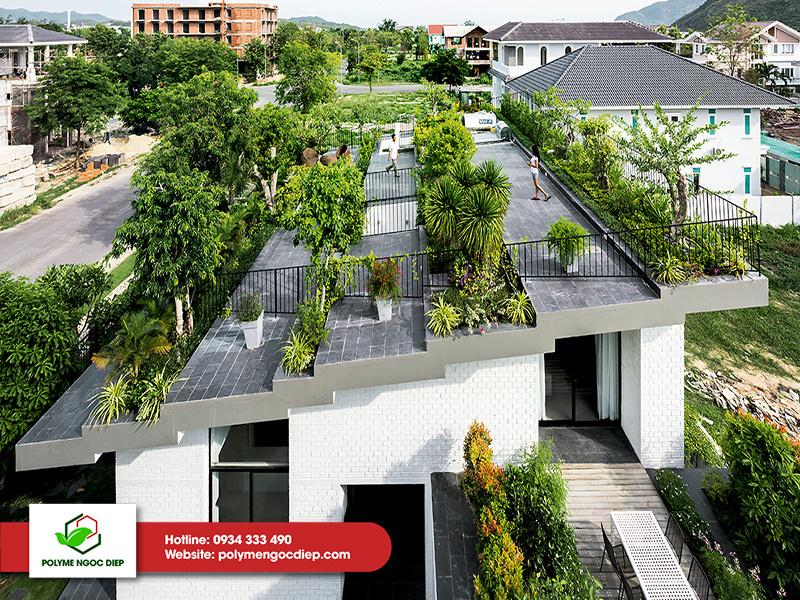 POLYME NGOC DIEP
Hotline: 0934 333 490
Website: polymengocdiep.com